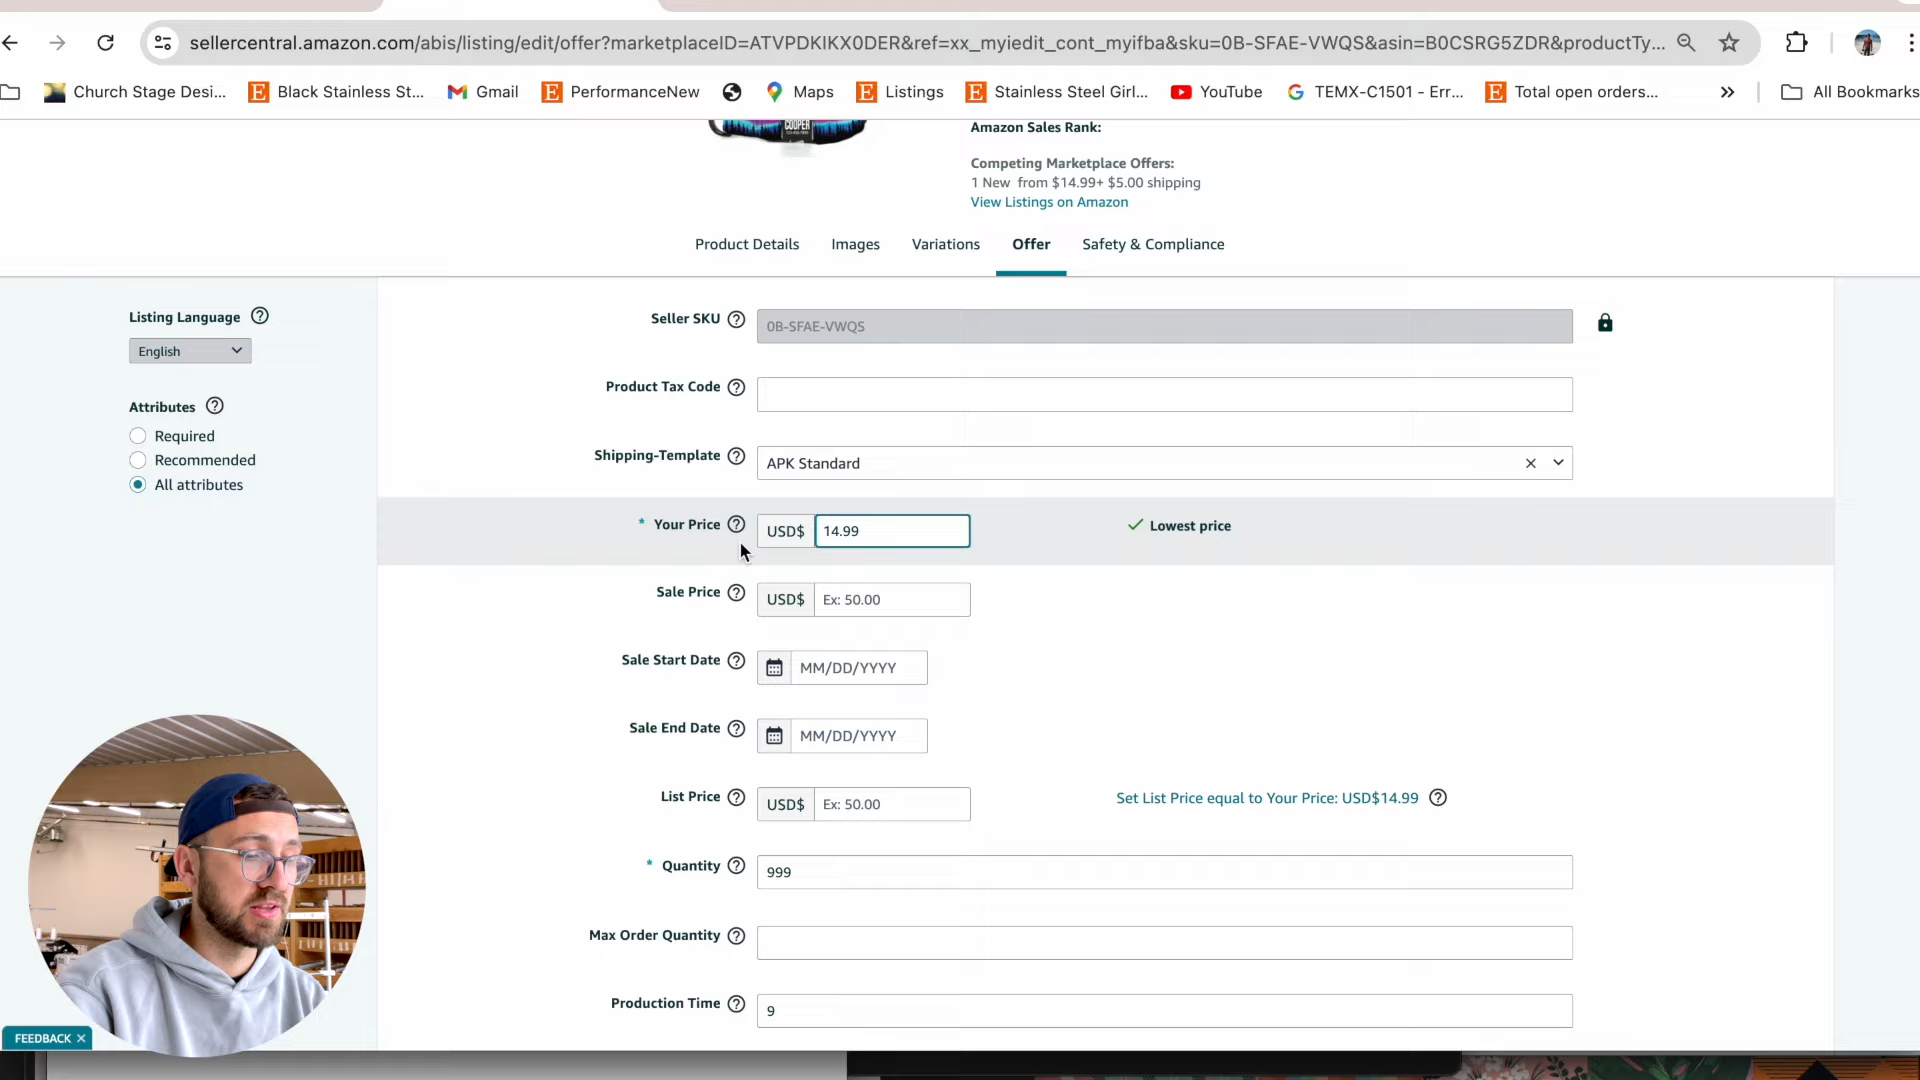 sellercentral.amazon.com/abis/listing/edit/offer?marketplaceID=ATVPDKIKX0DER&ref=xx_myiedit_cont_myifba&sku=0B-SFAE-VWQS&asin=B0CSRG5ZDR&productTy...
Church Stage Desi... Black Stainless St... Gmail PerformanceNew Maps Listings Stainless Steel Girl... YouTube TEMX-C1501 - Err... Total open orders... » All Bookmarks
COOPER
Amazon Sales Rank:
Competing Marketplace Offers:
1 New from $14.99+ $5.00 shipping
View Listings on Amazon
Product Details Images Variations Offer Safety & Compliance
Listing Language
English
Attributes
Required
Recommended
All attributes
Seller SKU 0B-SFAE-VWQS
Product Tax Code
Shipping-Template APK Standard
* Your Price USD$ 14.99 Lowest price
Sale Price USD$ Ex: 50.00
Sale Start Date MM/DD/YYYY
Sale End Date MM/DD/YYYY
List Price USD$ Ex: 50.00 Set List Price equal to Your Price: USD$14.99
* Quantity 999
Max Order Quantity
Production Time 9
FEEDBACK